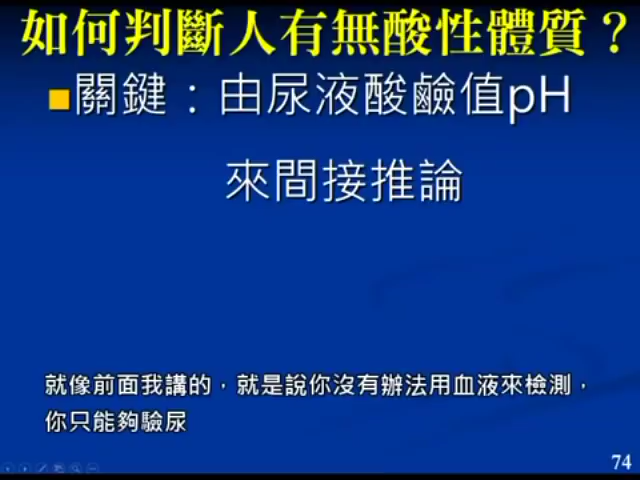 如何判斷人有無酸性體質？
■關鍵：由尿液酸鹼值pH
來間接推論
就像前面我講的，就是說你沒有辦法用血液來檢測，
你只能夠驗尿
74